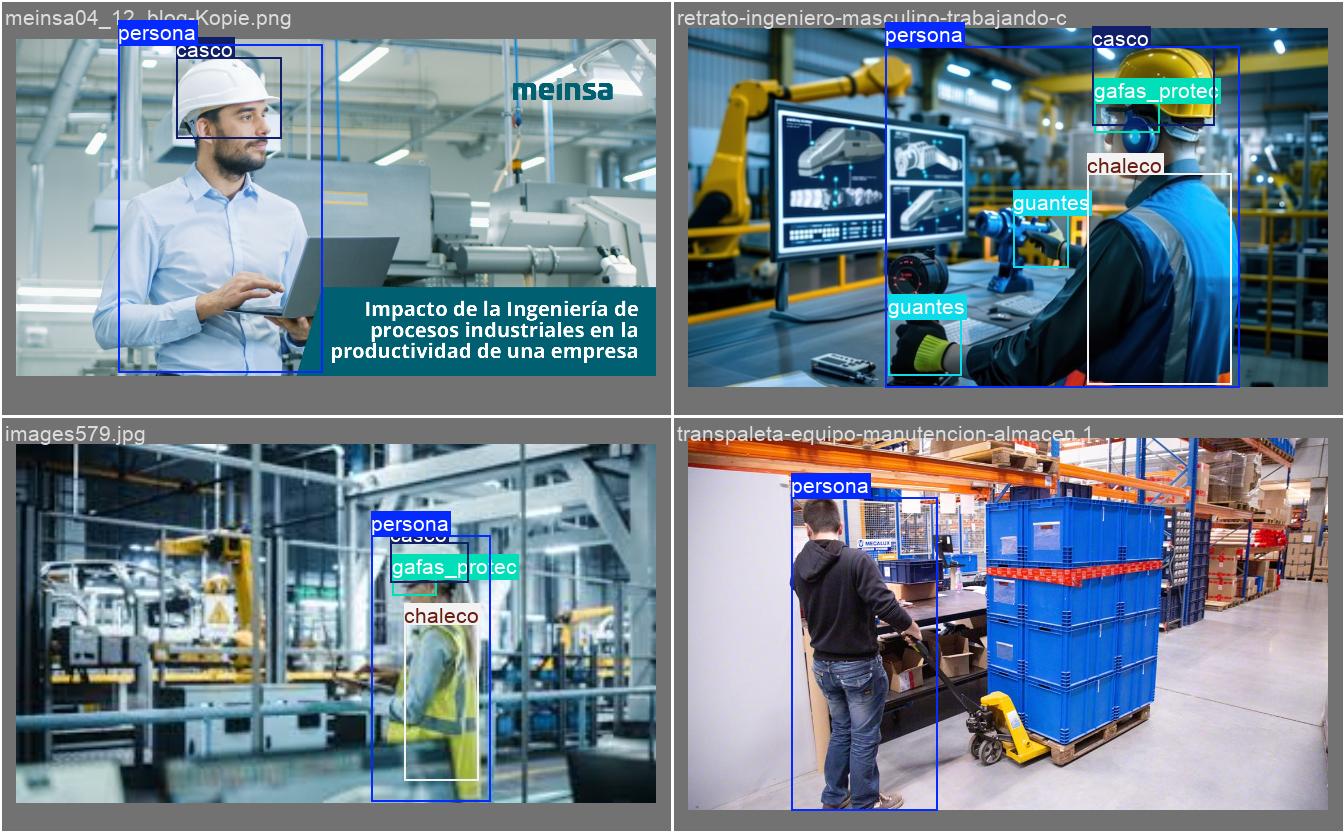 meinsa04_12_blog-Kopie.png
persona
casco
meinsa
Impacto de la Ingeniería de
procesos industriales en la
productividad de una empresa
retrato-ingeniero-masculino-trabajando-c
persona
casco
gafas_protec
chaleco
guantes
guantes
images579.jpg
persona
casco
gafas_protec
chaleco
transpaleta-equipo-manutencion-almacen.1
persona
MECALUX